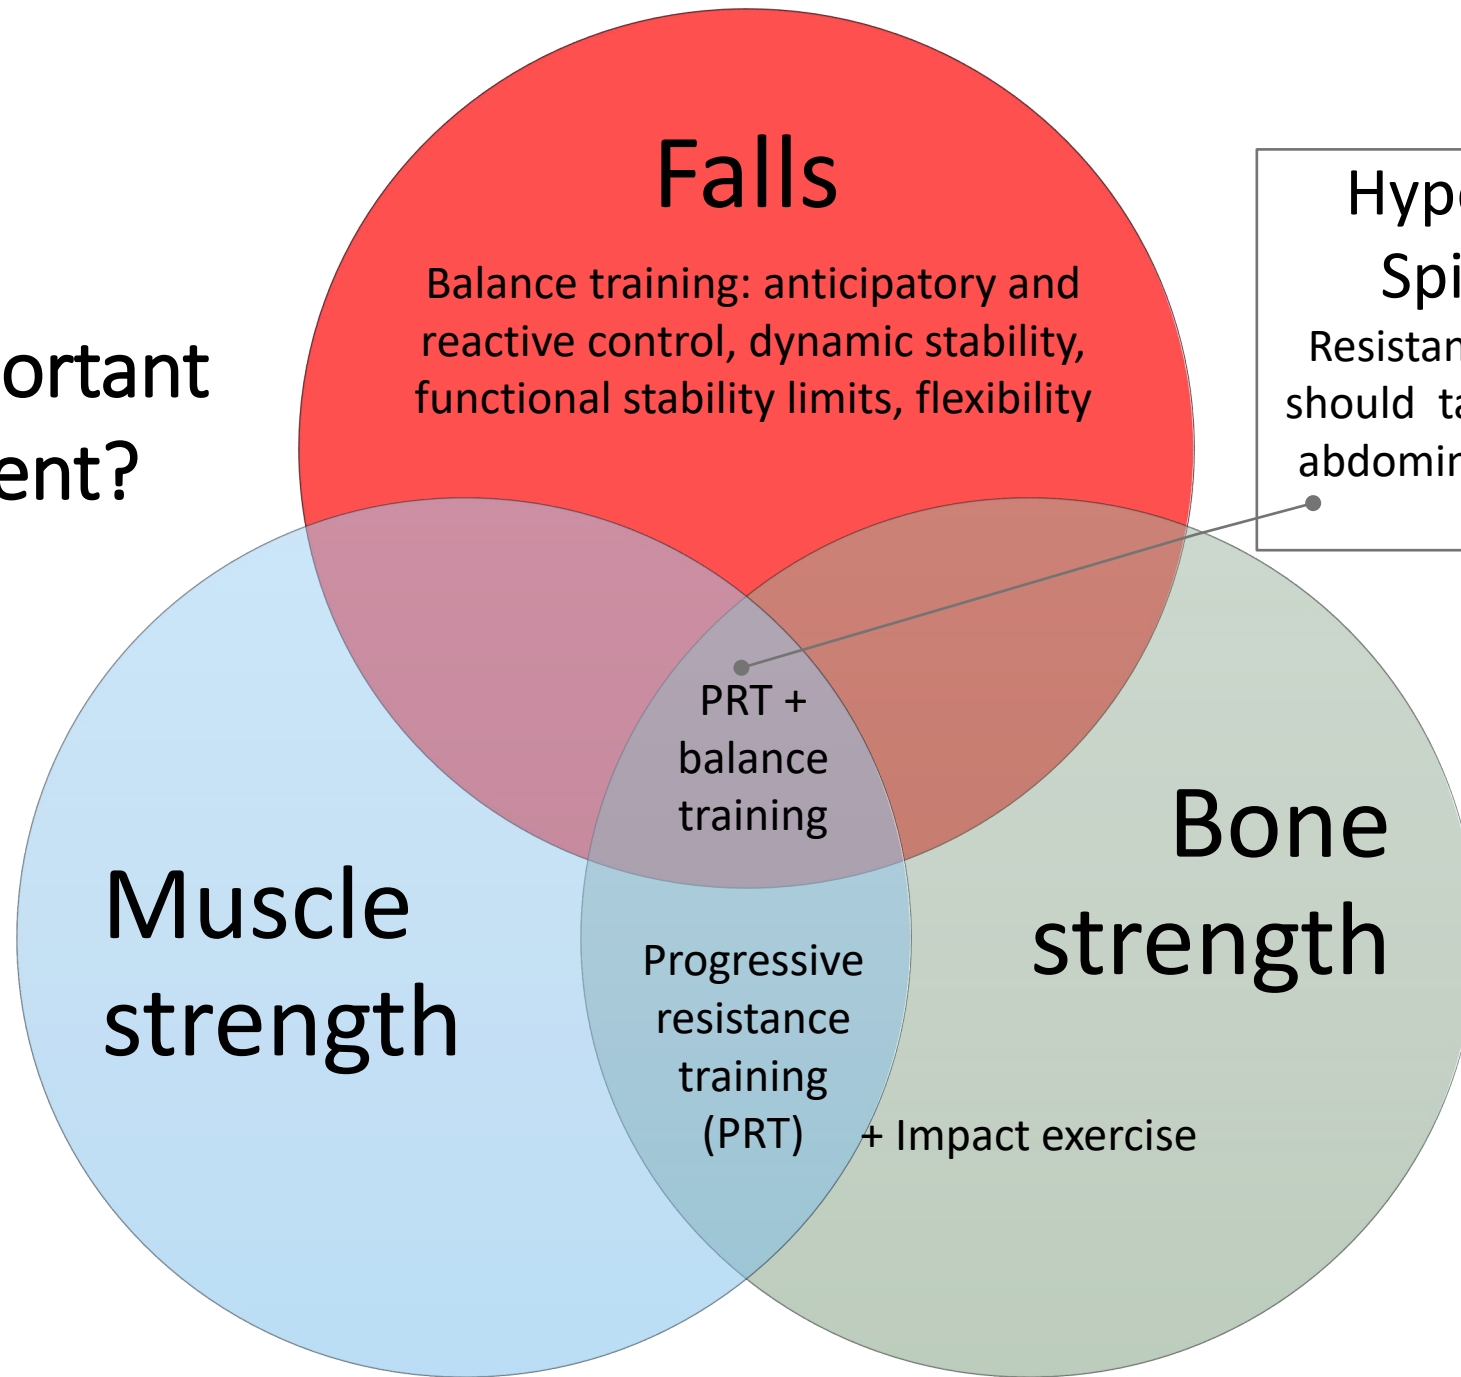 Falls
Balance training: anticipatory and
reactive control, dynamic stability,
functional stability limits, flexibility
ortant
ent?
Hyp
Spi
Resistan
should ta
abdomin
PRT +
balance
training
Muscle
strength
Bone
strength
Progressive
resistance
training
(PRT)
+ Impact exercise